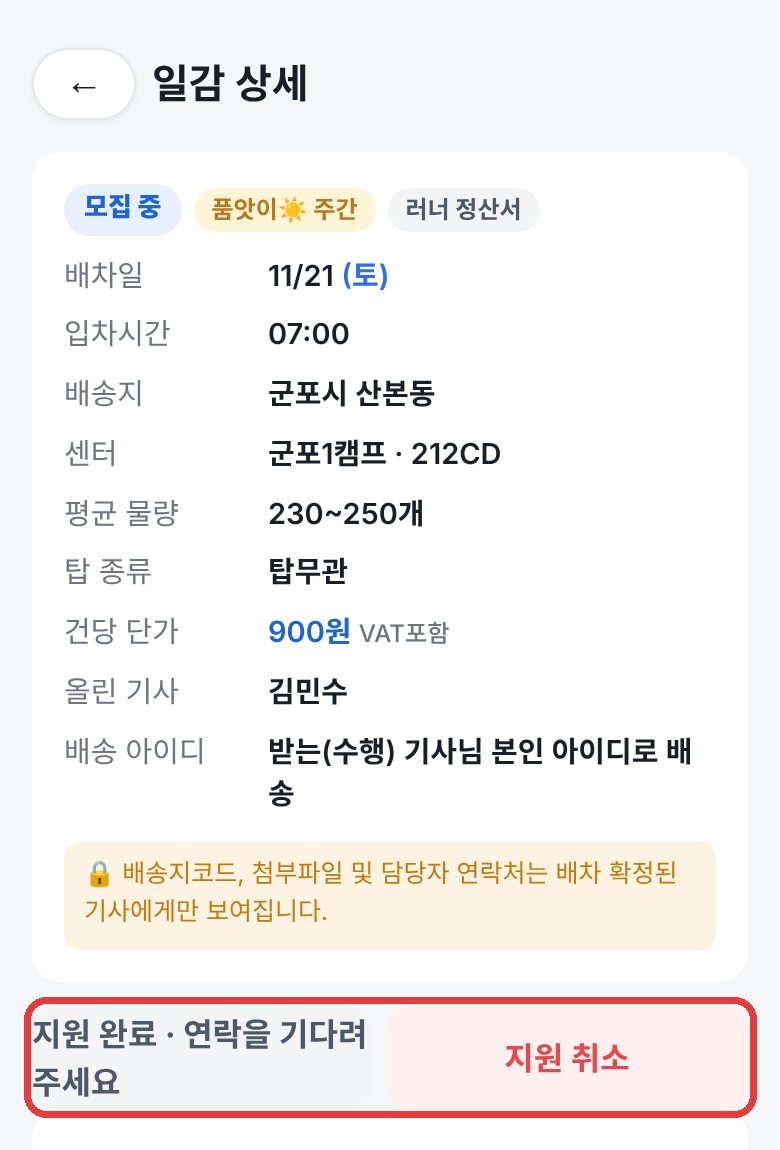 ← 일감 상세
모집 중 품앗이☀️ 주간 러너 정산서
배차일 11/21 (토)
입차시간 07:00
배송지 군포시 산본동
센터 군포1캠프 · 212CD
평균 물량 230~250개
탑 종류 탑무관
건당 단가 900원 VAT포함
올린 기사 김민수
배송 아이디 받는(수행) 기사님 본인 아이디로 배
송
🔒 배송지코드, 첨부파일 및 담당자 연락처는 배차 확정된
기사에게만 보여집니다.
지원 완료 · 연락을 기다려
주세요
지원 취소